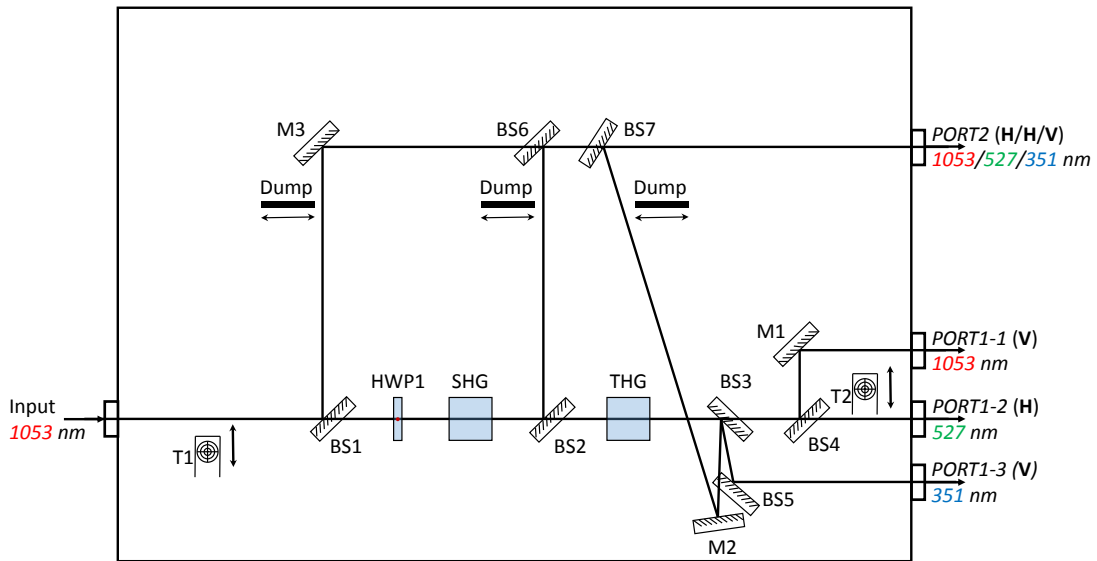 M3
BS6
BS7
PORT2 (H/H/V)
1053/527/351 nm
Dump
Dump
Dump
M1
PORT1-1 (V)
1053 nm
HWP1
SHG
THG
BS3
T2
Input
1053 nm
PORT1-2 (H)
527 nm
T1
BS1
BS2
BS4
PORT1-3 (V)
351 nm
BS5
M2